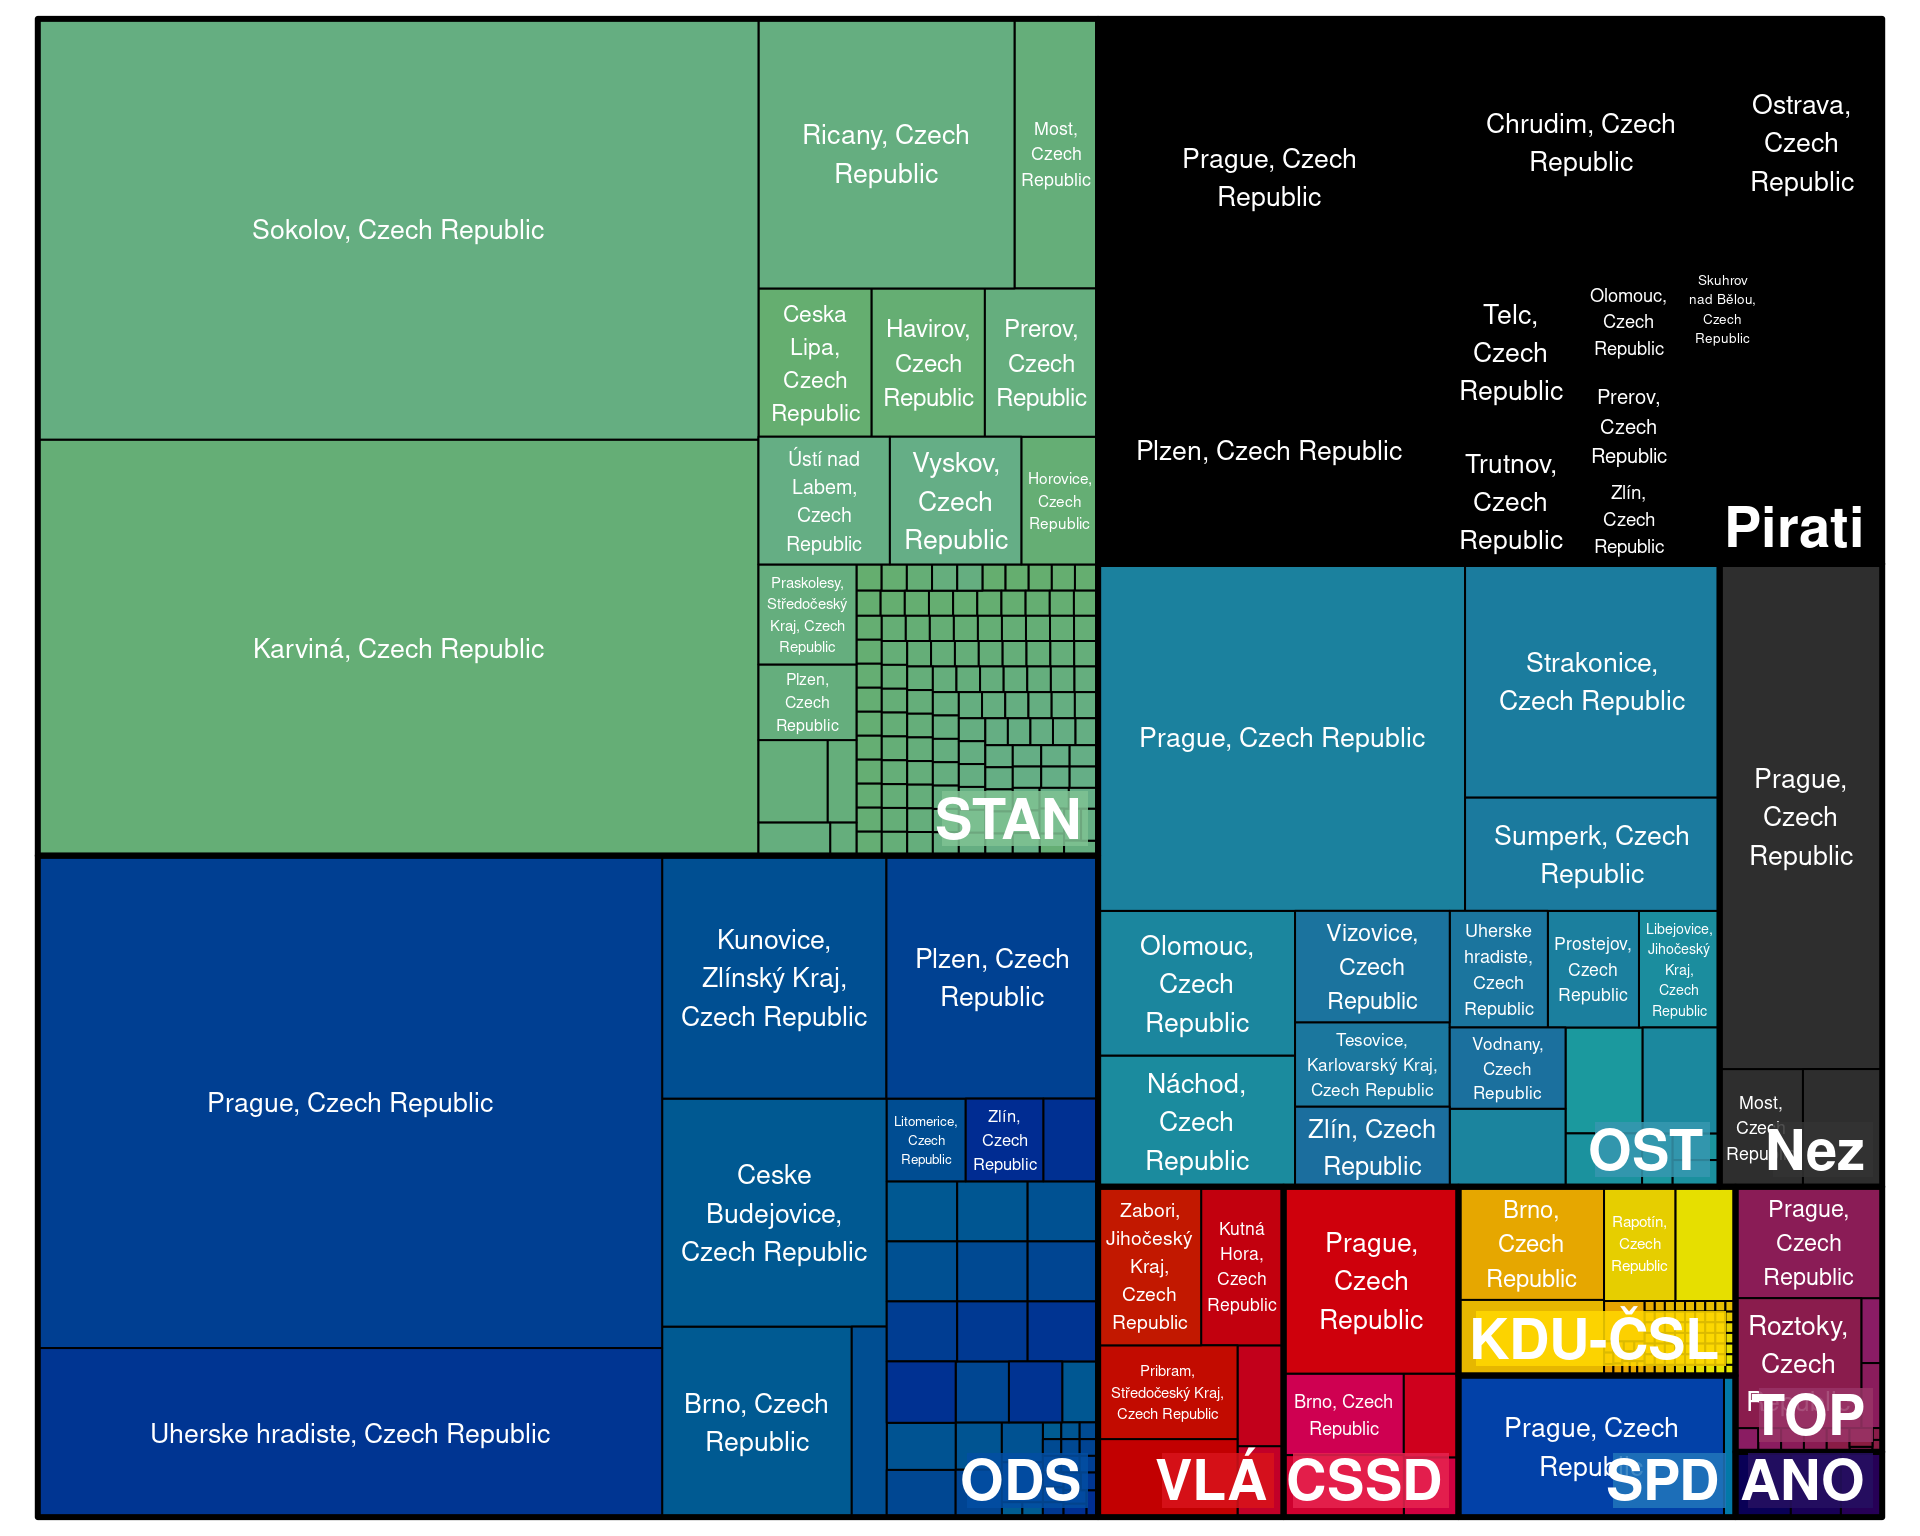 Sokolov, Czech Republic
Karviná, Czech Republic
Ricany, Czech
Republic
Most,
Czech
Republic
Ceska
Lipa,
Czech
Republic
Havirov,
Czech
Republic
Prerov,
Czech
Republic
Ústí nad
Labem,
Czech
Republic
Vyskov,
Czech
Republic
Horovice,
Czech
Republic
Praskolesy,
Středočeský
Kraj, Czech
Republic
Plzen,
Czech
Republic
STAN
Prague, Czech
Republic
Chrudim, Czech
Republic
Ostrava,
Czech
Republic
Plzen, Czech Republic
Telc,
Czech
Republic
Olomouc,
Czech
Republic
Skuhrov
nad Bělou,
Czech
Republic
Prerov,
Czech
Republic
Trutnov,
Czech
Republic
Zlín,
Czech
Republic
Pirati
Prague, Czech Republic
Uherske hradiste, Czech Republic
Kunovice,
Zlínský Kraj,
Czech Republic
Plzen, Czech
Republic
Ceske
Budejovice,
Czech Republic
Litomerice,
Czech
Republic
Zlín,
Czech
Republic
Brno, Czech
Republic
ODS
Prague, Czech Republic
Strakonice,
Czech Republic
Sumperk, Czech
Republic
Olomouc,
Czech
Republic
Náchod,
Czech
Republic
Vizovice,
Czech
Republic
Tesovice,
Karlovarský Kraj,
Czech Republic
Zlín, Czech
Republic
Uherske
hradiste,
Czech
Republic
Prostejov,
Czech
Republic
Libejovice,
Jihočeský
Kraj,
Czech
Republic
Vodnany,
Czech
Republic
OST
Prague,
Czech
Republic
Most,
Czech
Nez
Zabori,
Jihočeský
Kraj,
Czech
Republic
Kutná
Hora,
Czech
Republic
Pribram,
Středočeský Kraj,
Czech Republic
VLÁ
Prague,
Czech
Republic
Brno, Czech
Republic
CSSD
Brno,
Czech
Republic
Rapotín,
Czech
Republic
KDU-ČSL
Prague, Czech
Republic
SPD
Prague,
Czech
Republic
Roztoky,
Czech
TOP
ANO